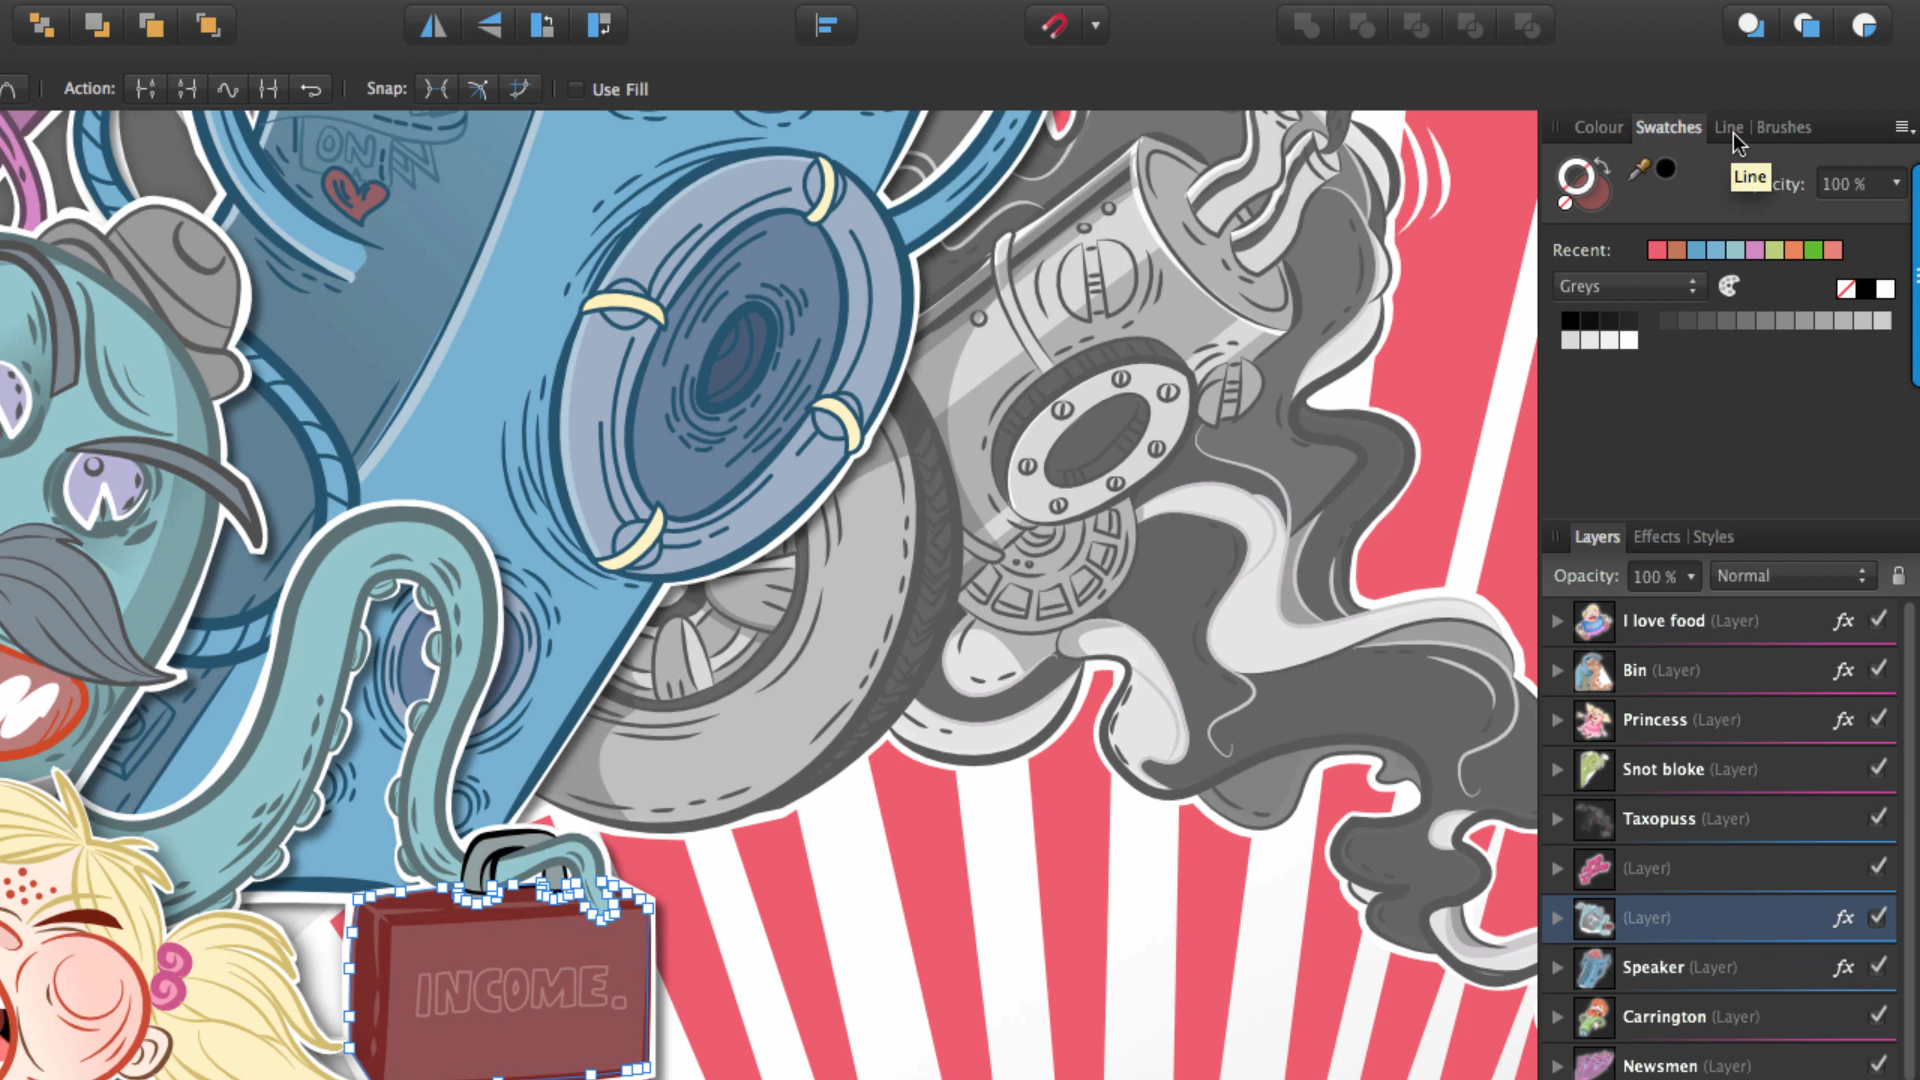 Action:
Snap:
Use Fill
Colour
Swatches
Line
Brushes
Line
city:
100 %
Recent:
Greys
ON
Layers
Effects
Styles
Opacity:
100 %
Normal
I love food (Layer)
fx
Bin (Layer)
fx
Princess (Layer)
fx
Snot bloke (Layer)
Taxopuss (Layer)
(Layer)
(Layer)
fx
Speaker (Layer)
fx
Carrington (Layer)
Newsmen (Layer)
INCOME.